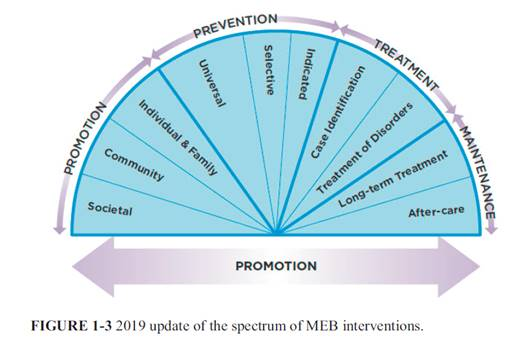 PROMOTION
PREVENTION
TREATMENT
MAINTENANCE
Societal
Community
Individual & Family
Universal
Selective
Indicated
Case Identification
Treatment of Disorders
Long-term Treatment
After-care
PROMOTION
FIGURE 1-3 2019 update of the spectrum of MEB interventions.